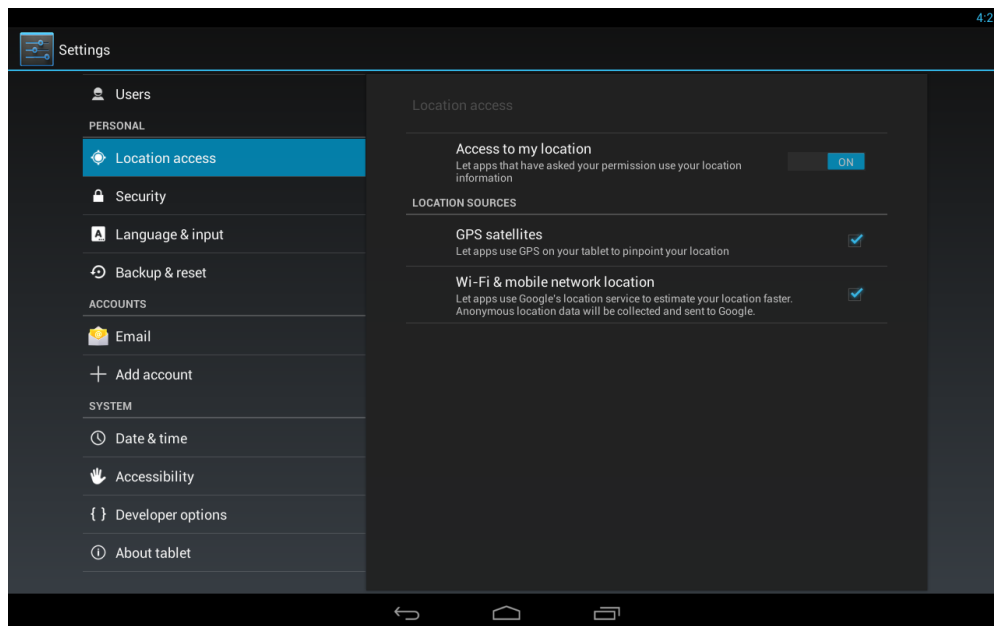 4:2
Settings
Users
PERSONAL
Location access
Security
Language & input
Backup & reset
ACCOUNTS
Email
Add account
SYSTEM
Date & time
Accessibility
{ } Developer options
About tablet
Location access
Access to my location
Let apps that have asked your permission use your location
information
ON
LOCATION SOURCES
GPS satellites
Let apps use GPS on your tablet to pinpoint your location
Wi-Fi & mobile network location
Let apps use Google's location service to estimate your location faster.
Anonymous location data will be collected and sent to Google.